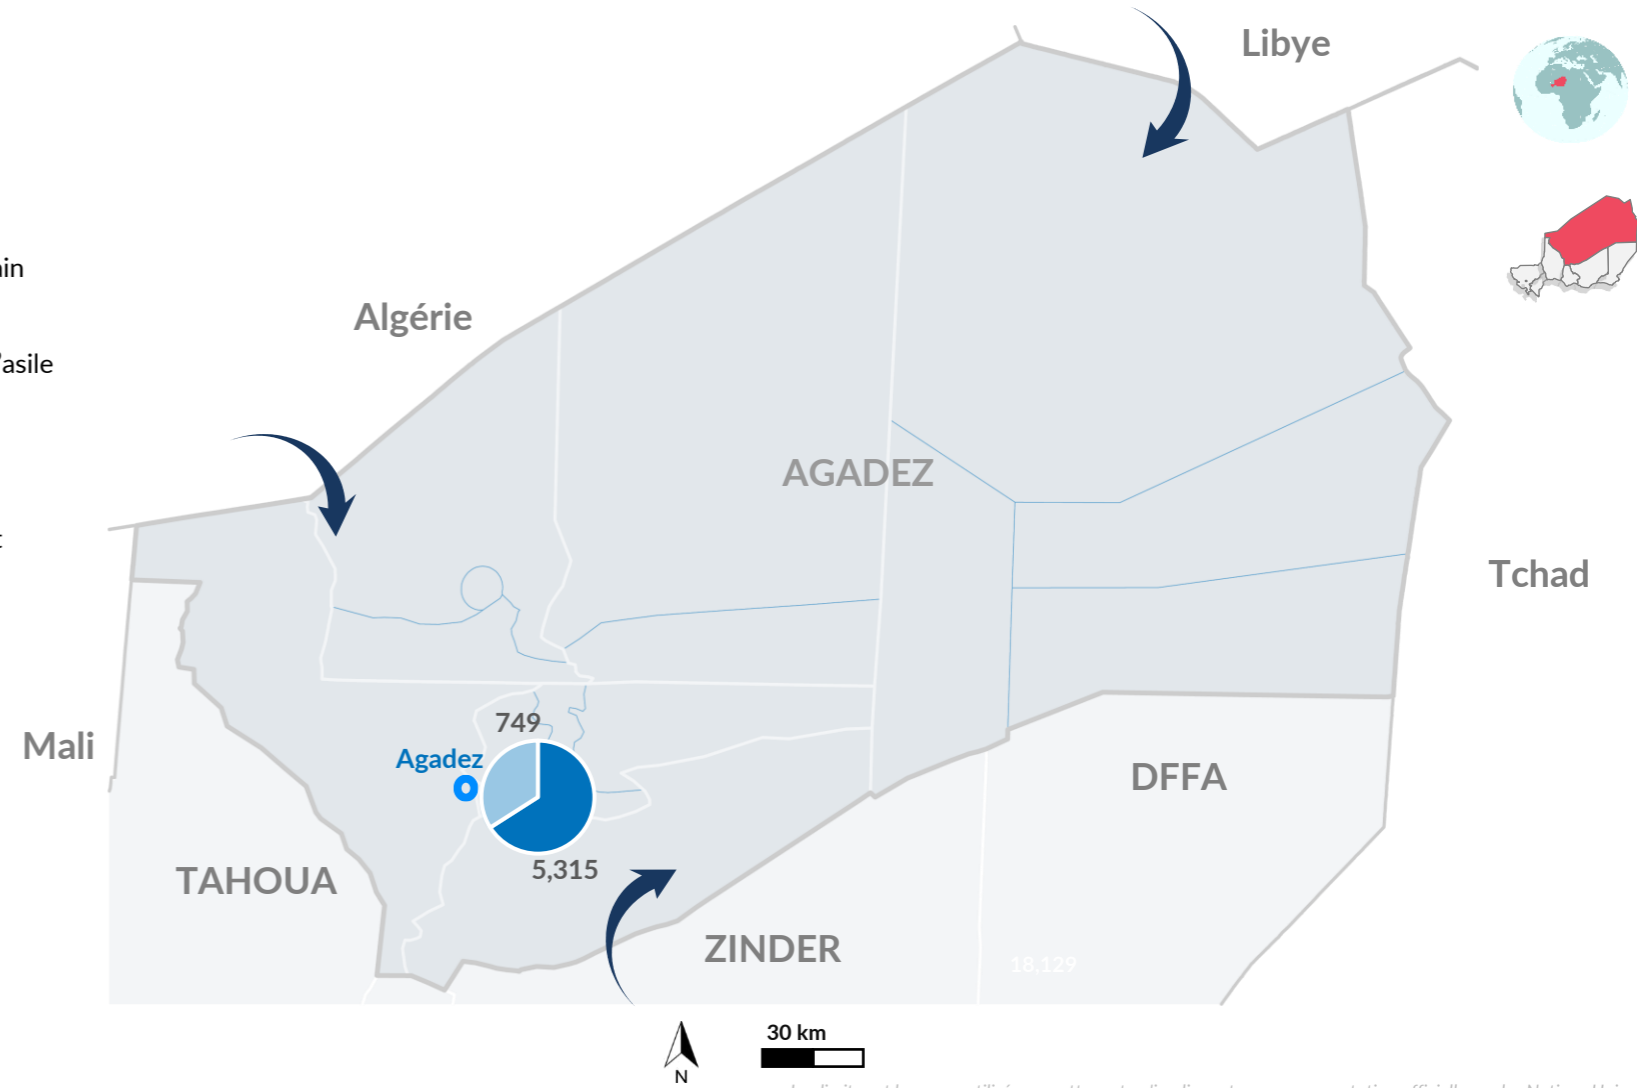 Libye
in
Algérie
'asile
AGADEZ
Tchad
749
Mali
Agadez
DFFA
5,315
TAHOUA
ZINDER
18,129
30 km
N